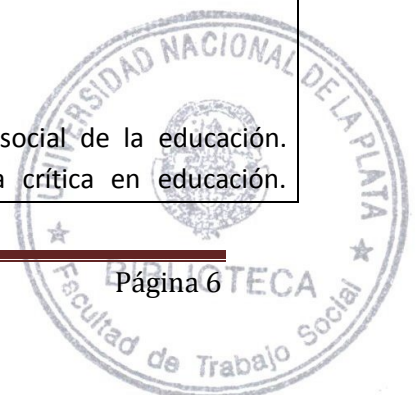 UNIVERSIDAD NACIONAL DE LA PLATA
social de la educación.
crítica en educación.
Página 6
BIBLIOTECA
Facultad de Trabajo Social